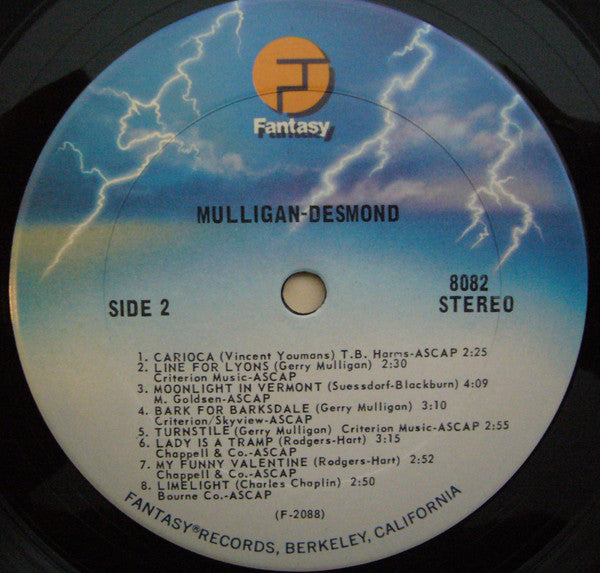 Fantasy
MULLIGAN-DESMOND
SIDE 2
8082
STEREO
1. CARIOCA (Vincent Youmans) T.B. Harms-ASCAP 2:25
2. LINE FOR LYONS (Gerry Mulligan) 2:30
Criterion Music-ASCAP
3. MOONLIGHT IN VERMONT (Suessdorf-Blackburn) 4:09
M. Goldsen-ASCAP
4. BARK FOR BARKSDALE (Gerry Mulligan) 3:10
Criterion/Skyview-ASCAP
5. TURNSTILE (Gerry Mulligan) Criterion Music-ASCAP 2:55
6. LADY IS A TRAMP (Rodgers-Hart) 3:15
Chappell & Co.-ASCAP
7. MY FUNNY VALENTINE (Rodgers-Hart) 2:52
Chappell & Co.-ASCAP
8. LIMELIGHT (Charles Chaplin) 2:50
Bourne Co.-ASCAP
(F-2088)
FANTASY® RECORDS, BERKELEY, CALIFORNIA